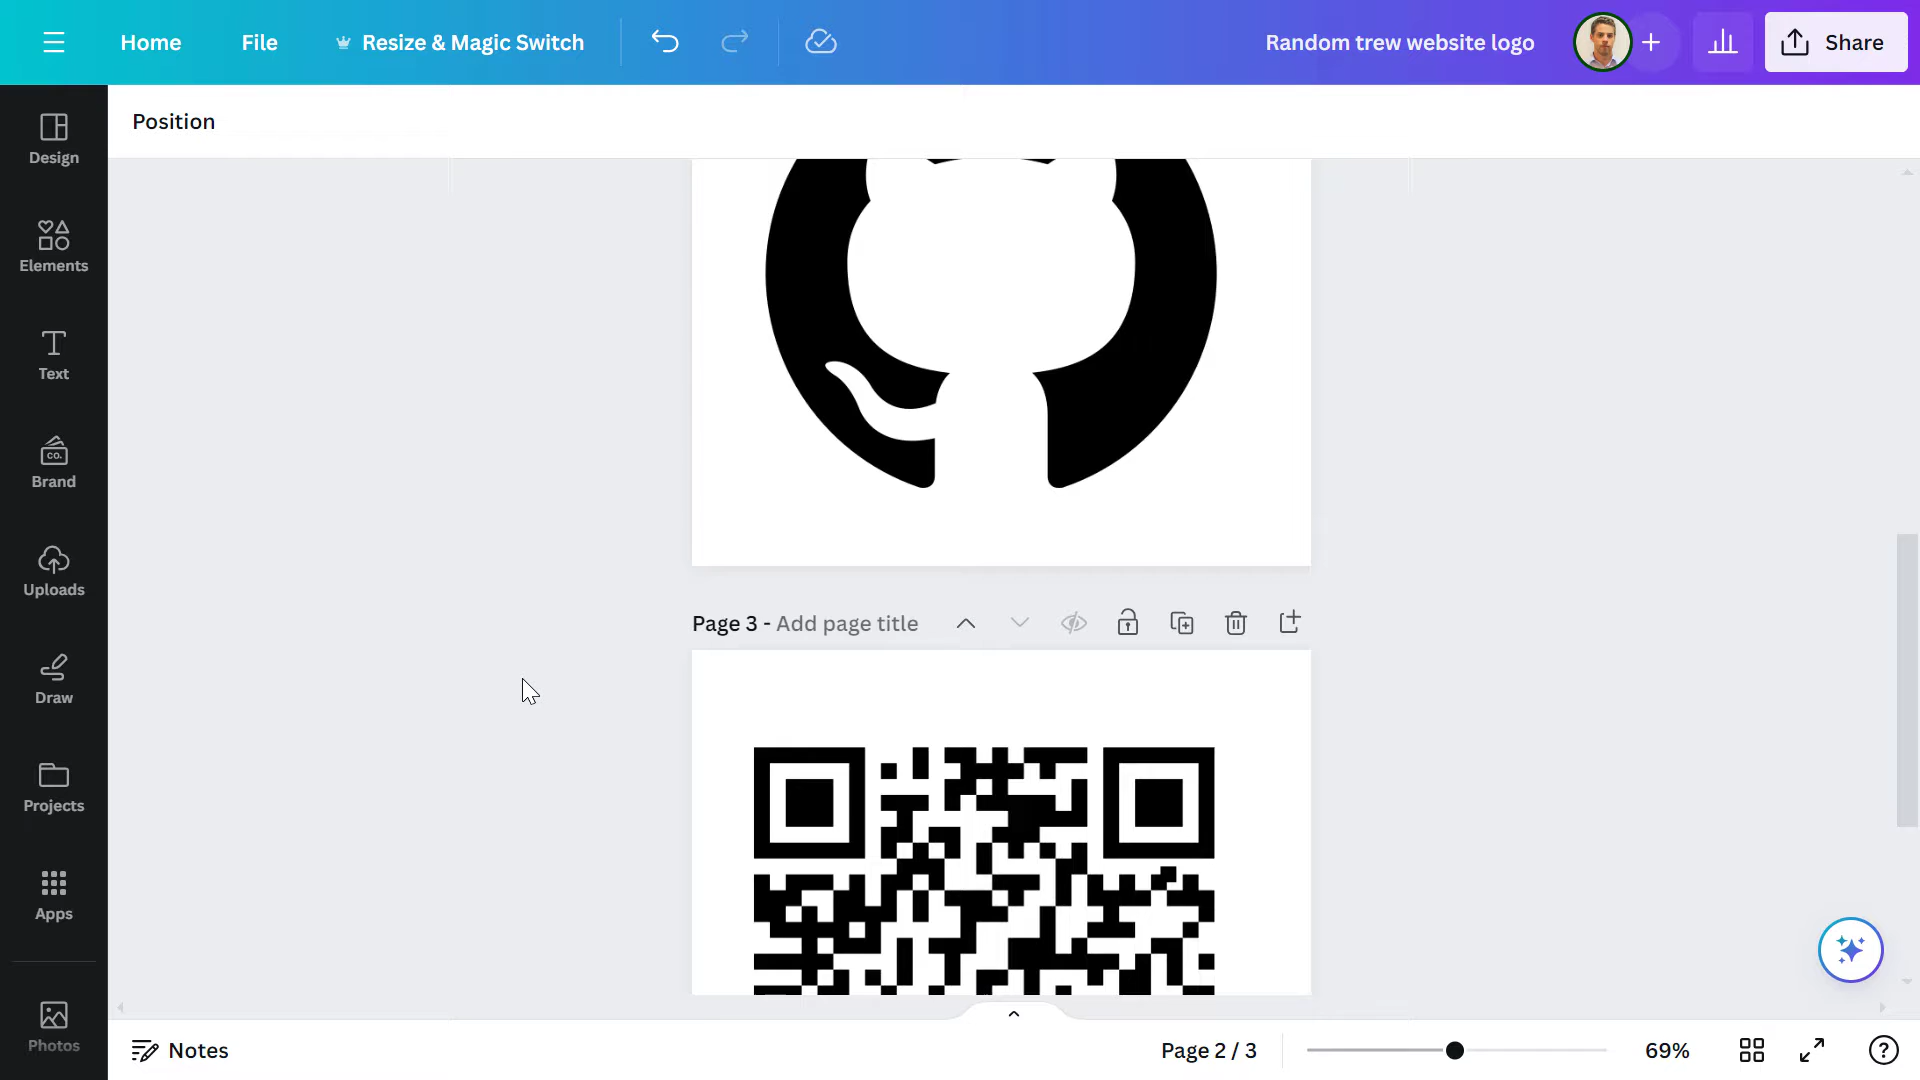 Home
File
Resize & Magic Switch
Random trew website logo
Share
Position
Design
Elements
Text
Brand
CO.
Uploads
Draw
Projects
Apps
Photos
Page 3 - Add page title
Notes
Page 2 / 3
69%